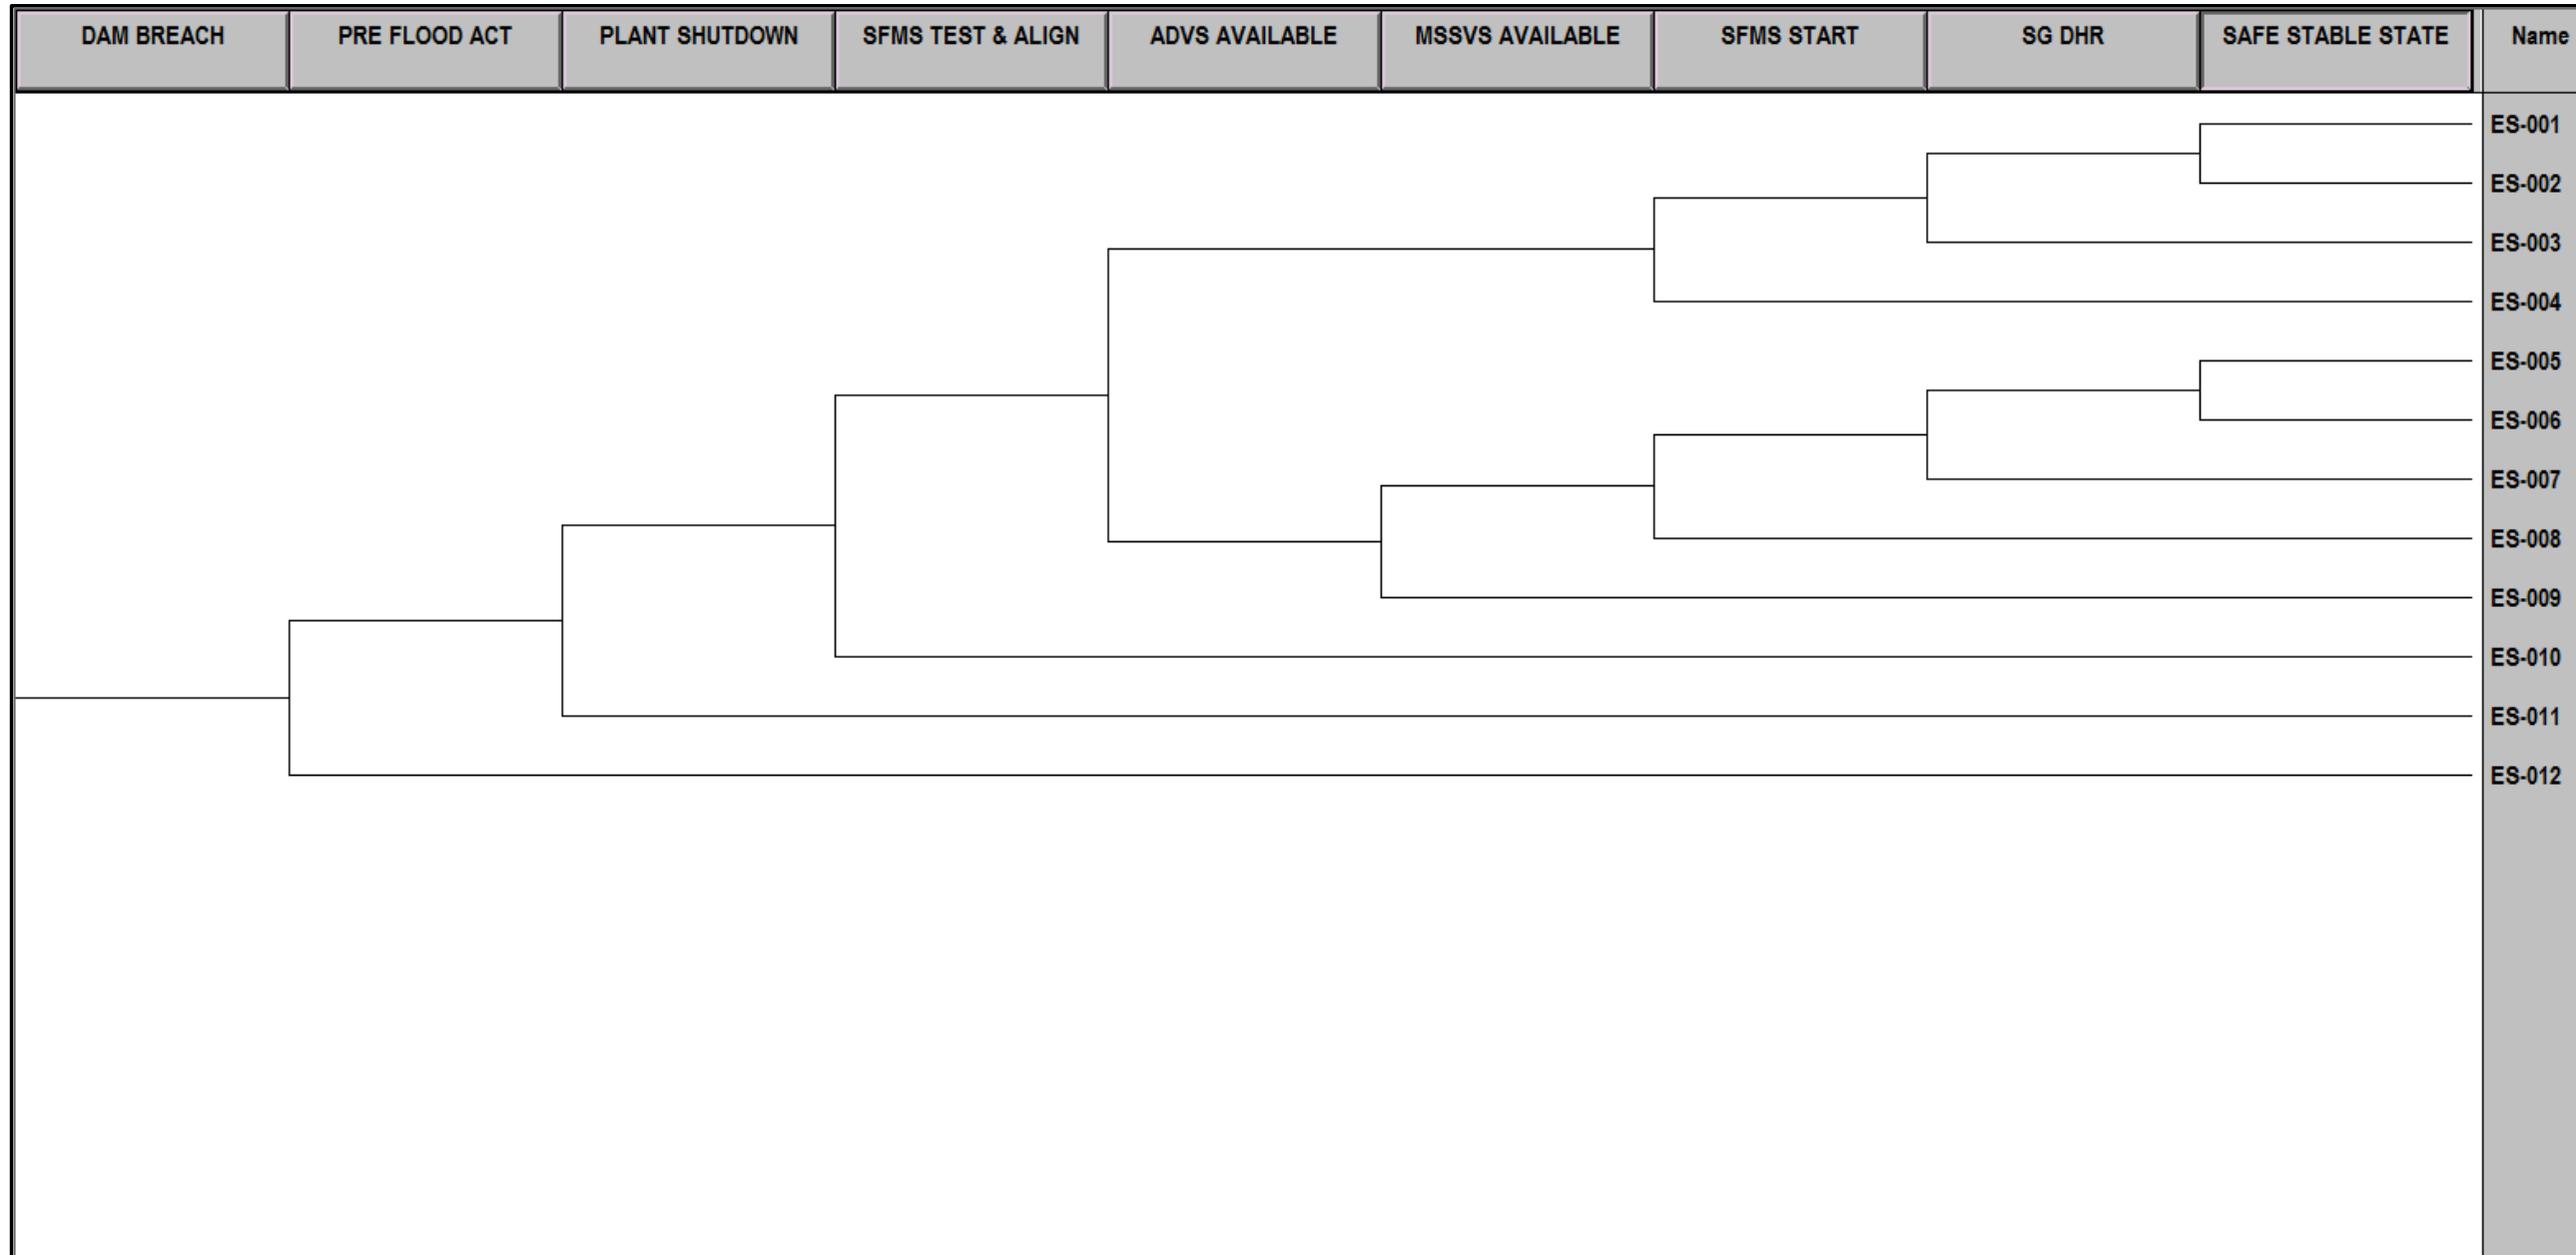 DAM BREACH
PRE FLOOD ACT
PLANT SHUTDOWN
SFMS TEST & ALIGN
ADVS AVAILABLE
MSSVS AVAILABLE
SFMS START
SG DHR
SAFE STABLE STATE
Name
ES-001
ES-002
ES-003
ES-004
ES-005
ES-006
ES-007
ES-008
ES-009
ES-010
ES-011
ES-012